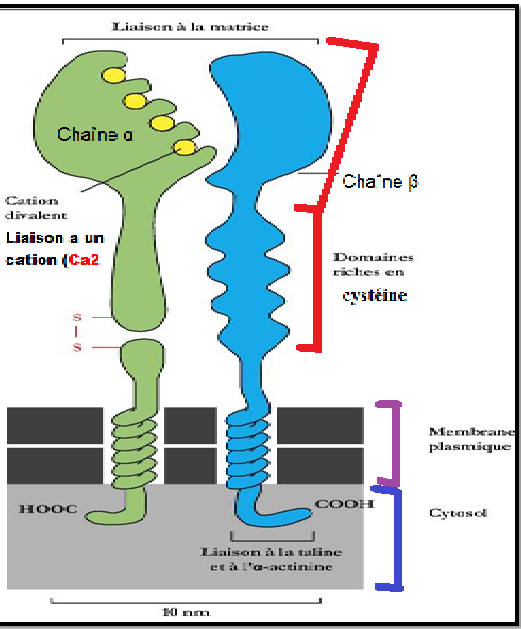 Liaison à la matrice
Chaîne α
Chaîne β
Cation
divalent
Liaison a un
cation (Ca2
Domaines
riches en
cystéine
S
S
Membrane
plasmique
HOOC
COOH
Cytosol
Liaison à la taline
et à l'α-actinine
10 nm